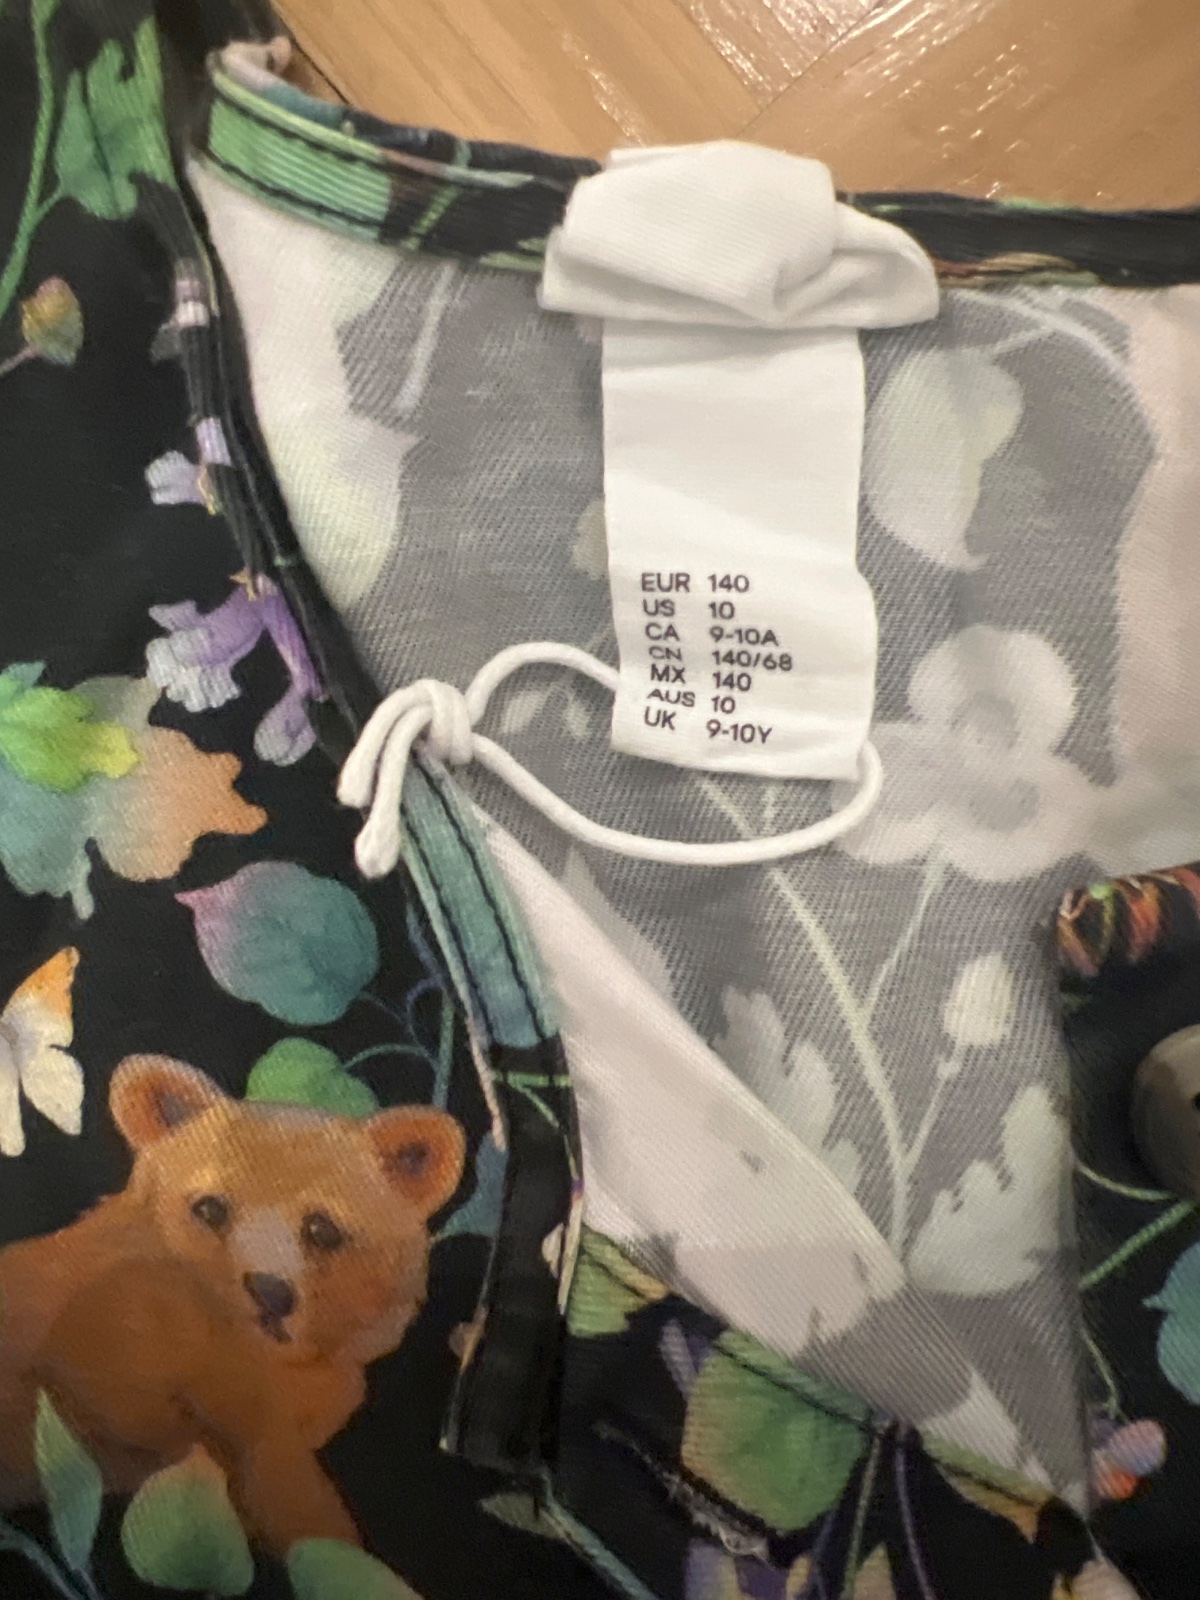 EUR 140
US 10
CA 9-10A
CN 140/68
MX 140
AUS 10
UK 9-10Y